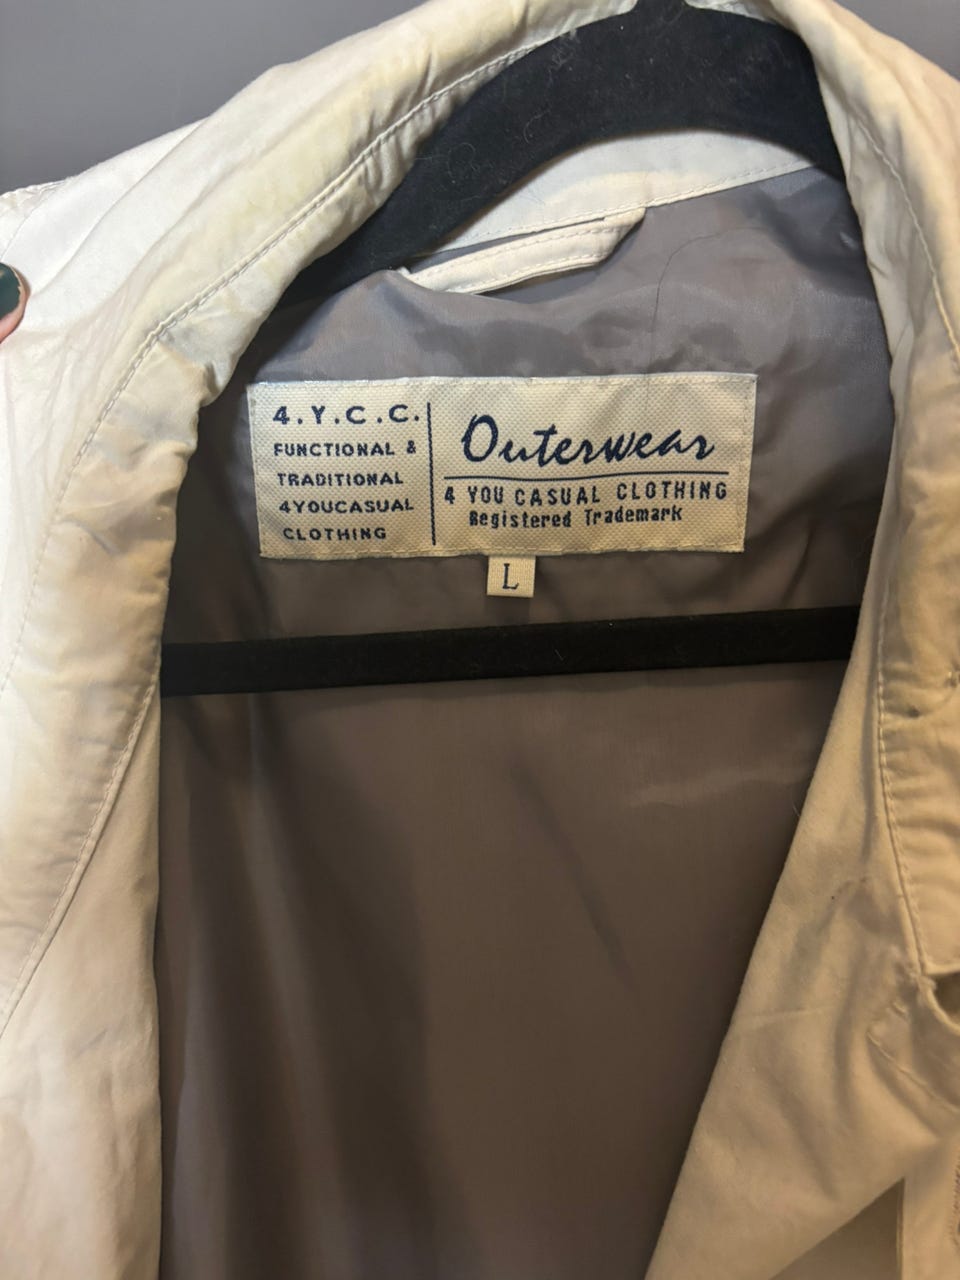 4.Y.C.C.
FUNCTIONAL &
TRADITIONAL
4YOUCASUAL
CLOTHING
Outerwear
4 YOU CASUAL CLOTHING
Registered Trademark
L